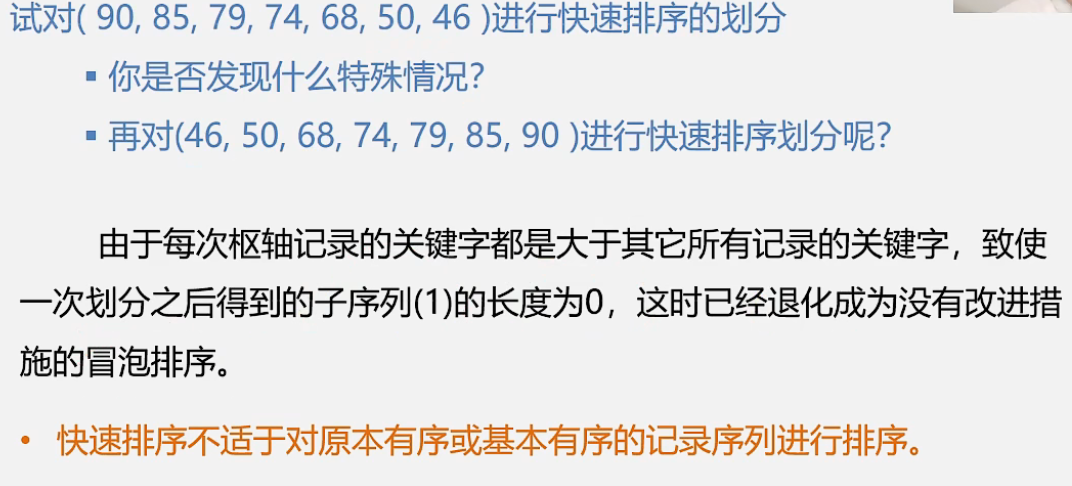 试对( 90, 85, 79, 74, 68, 50, 46 )进行快速排序的划分
▪ 你是否发现什么特殊情况？
▪ 再对(46, 50, 68, 74, 79, 85, 90 )进行快速排序划分呢？
由于每次枢轴记录的关键字都是大于其它所有记录的关键字，致使
一次划分之后得到的子序列(1)的长度为0，这时已经退化成为没有改进措
施的冒泡排序。
• 快速排序不适于对原本有序或基本有序的记录序列进行排序。